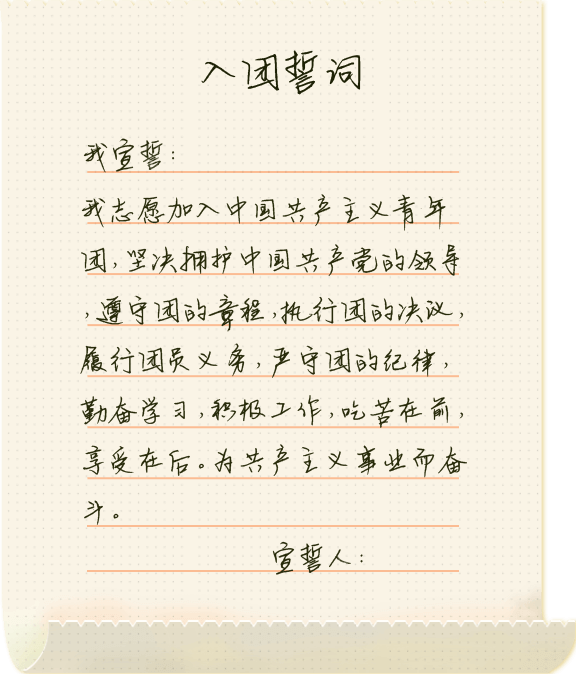 入团誓词
我宣誓：
我志愿加入中国共产主义青年
团，坚决拥护中国共产党的领导
，遵守团的章程，执行团的决议，
履行团员义务，严守团的纪律，
勤奋学习，积极工作，吃苦在前，
享受在后。为共产主义事业而奋
斗。
宣誓人：